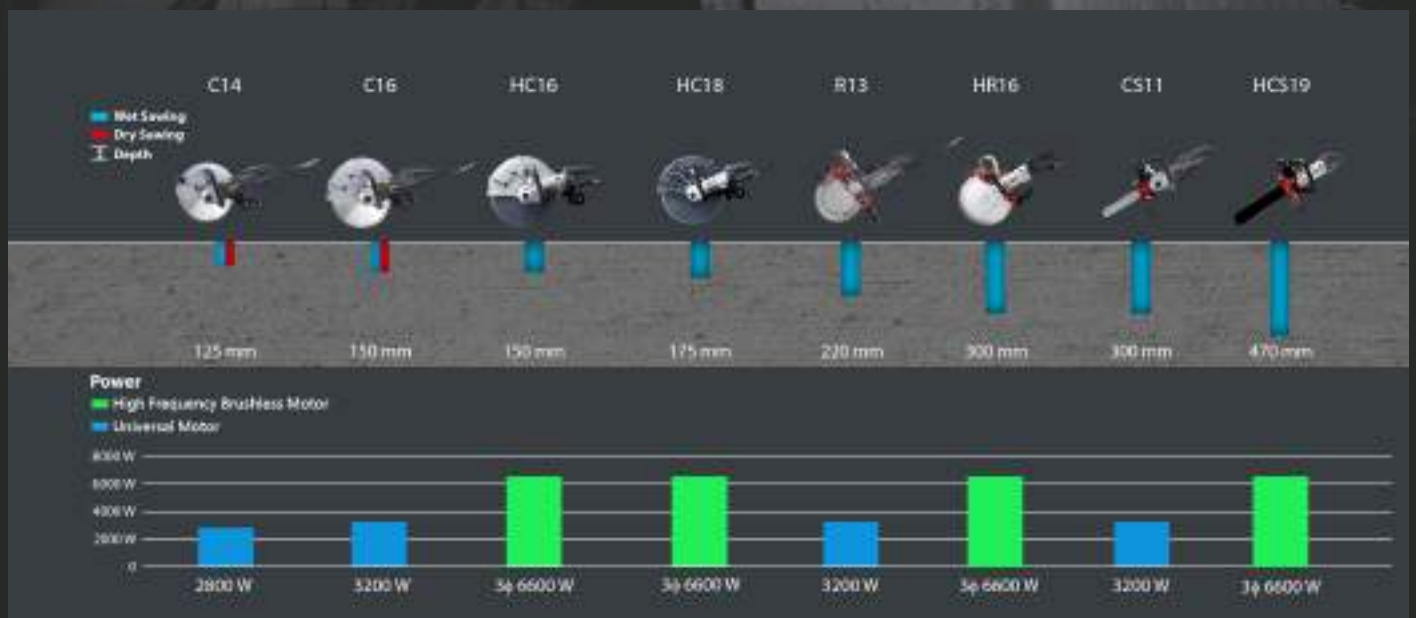 C14 C16 HC16 HC18 R13 HR16 CS11 HCS19
Wet Sawing
Dry Sawing
Depth
125 mm 150 mm 150 mm 175 mm 220 mm 300 mm 300 mm 470 mm
Power
High Frequency Brushless Motor
Universal Motor
8000 W
6000 W
4000 W
2000 W
0
2800 W 3200 W 3φ 6600 W 3φ 6600 W 3200 W 3φ 6600 W 3200 W 3φ 6600 W